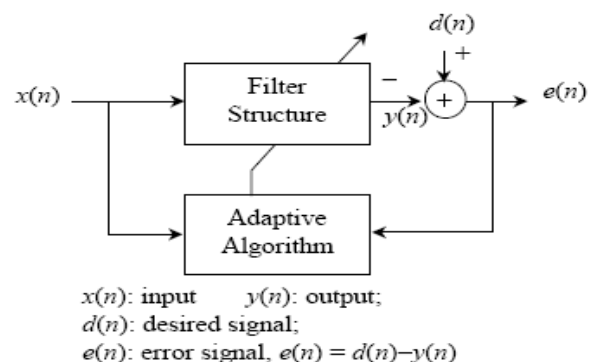 d(n)
+
x(n)
Filter
Structure
−
y(n)
+
e(n)
Adaptive
Algorithm
x(n): input y(n): output;
d(n): desired signal;
e(n): error signal, e(n) = d(n)−y(n)